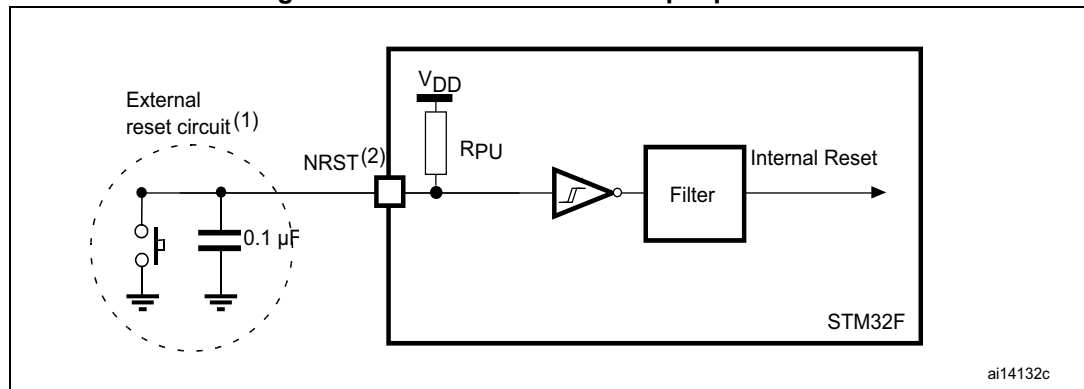 External
reset circuit(1)
VDD
RPU
NRST(2)
Internal Reset
Filter
0.1 µF
STM32F
ai14132c